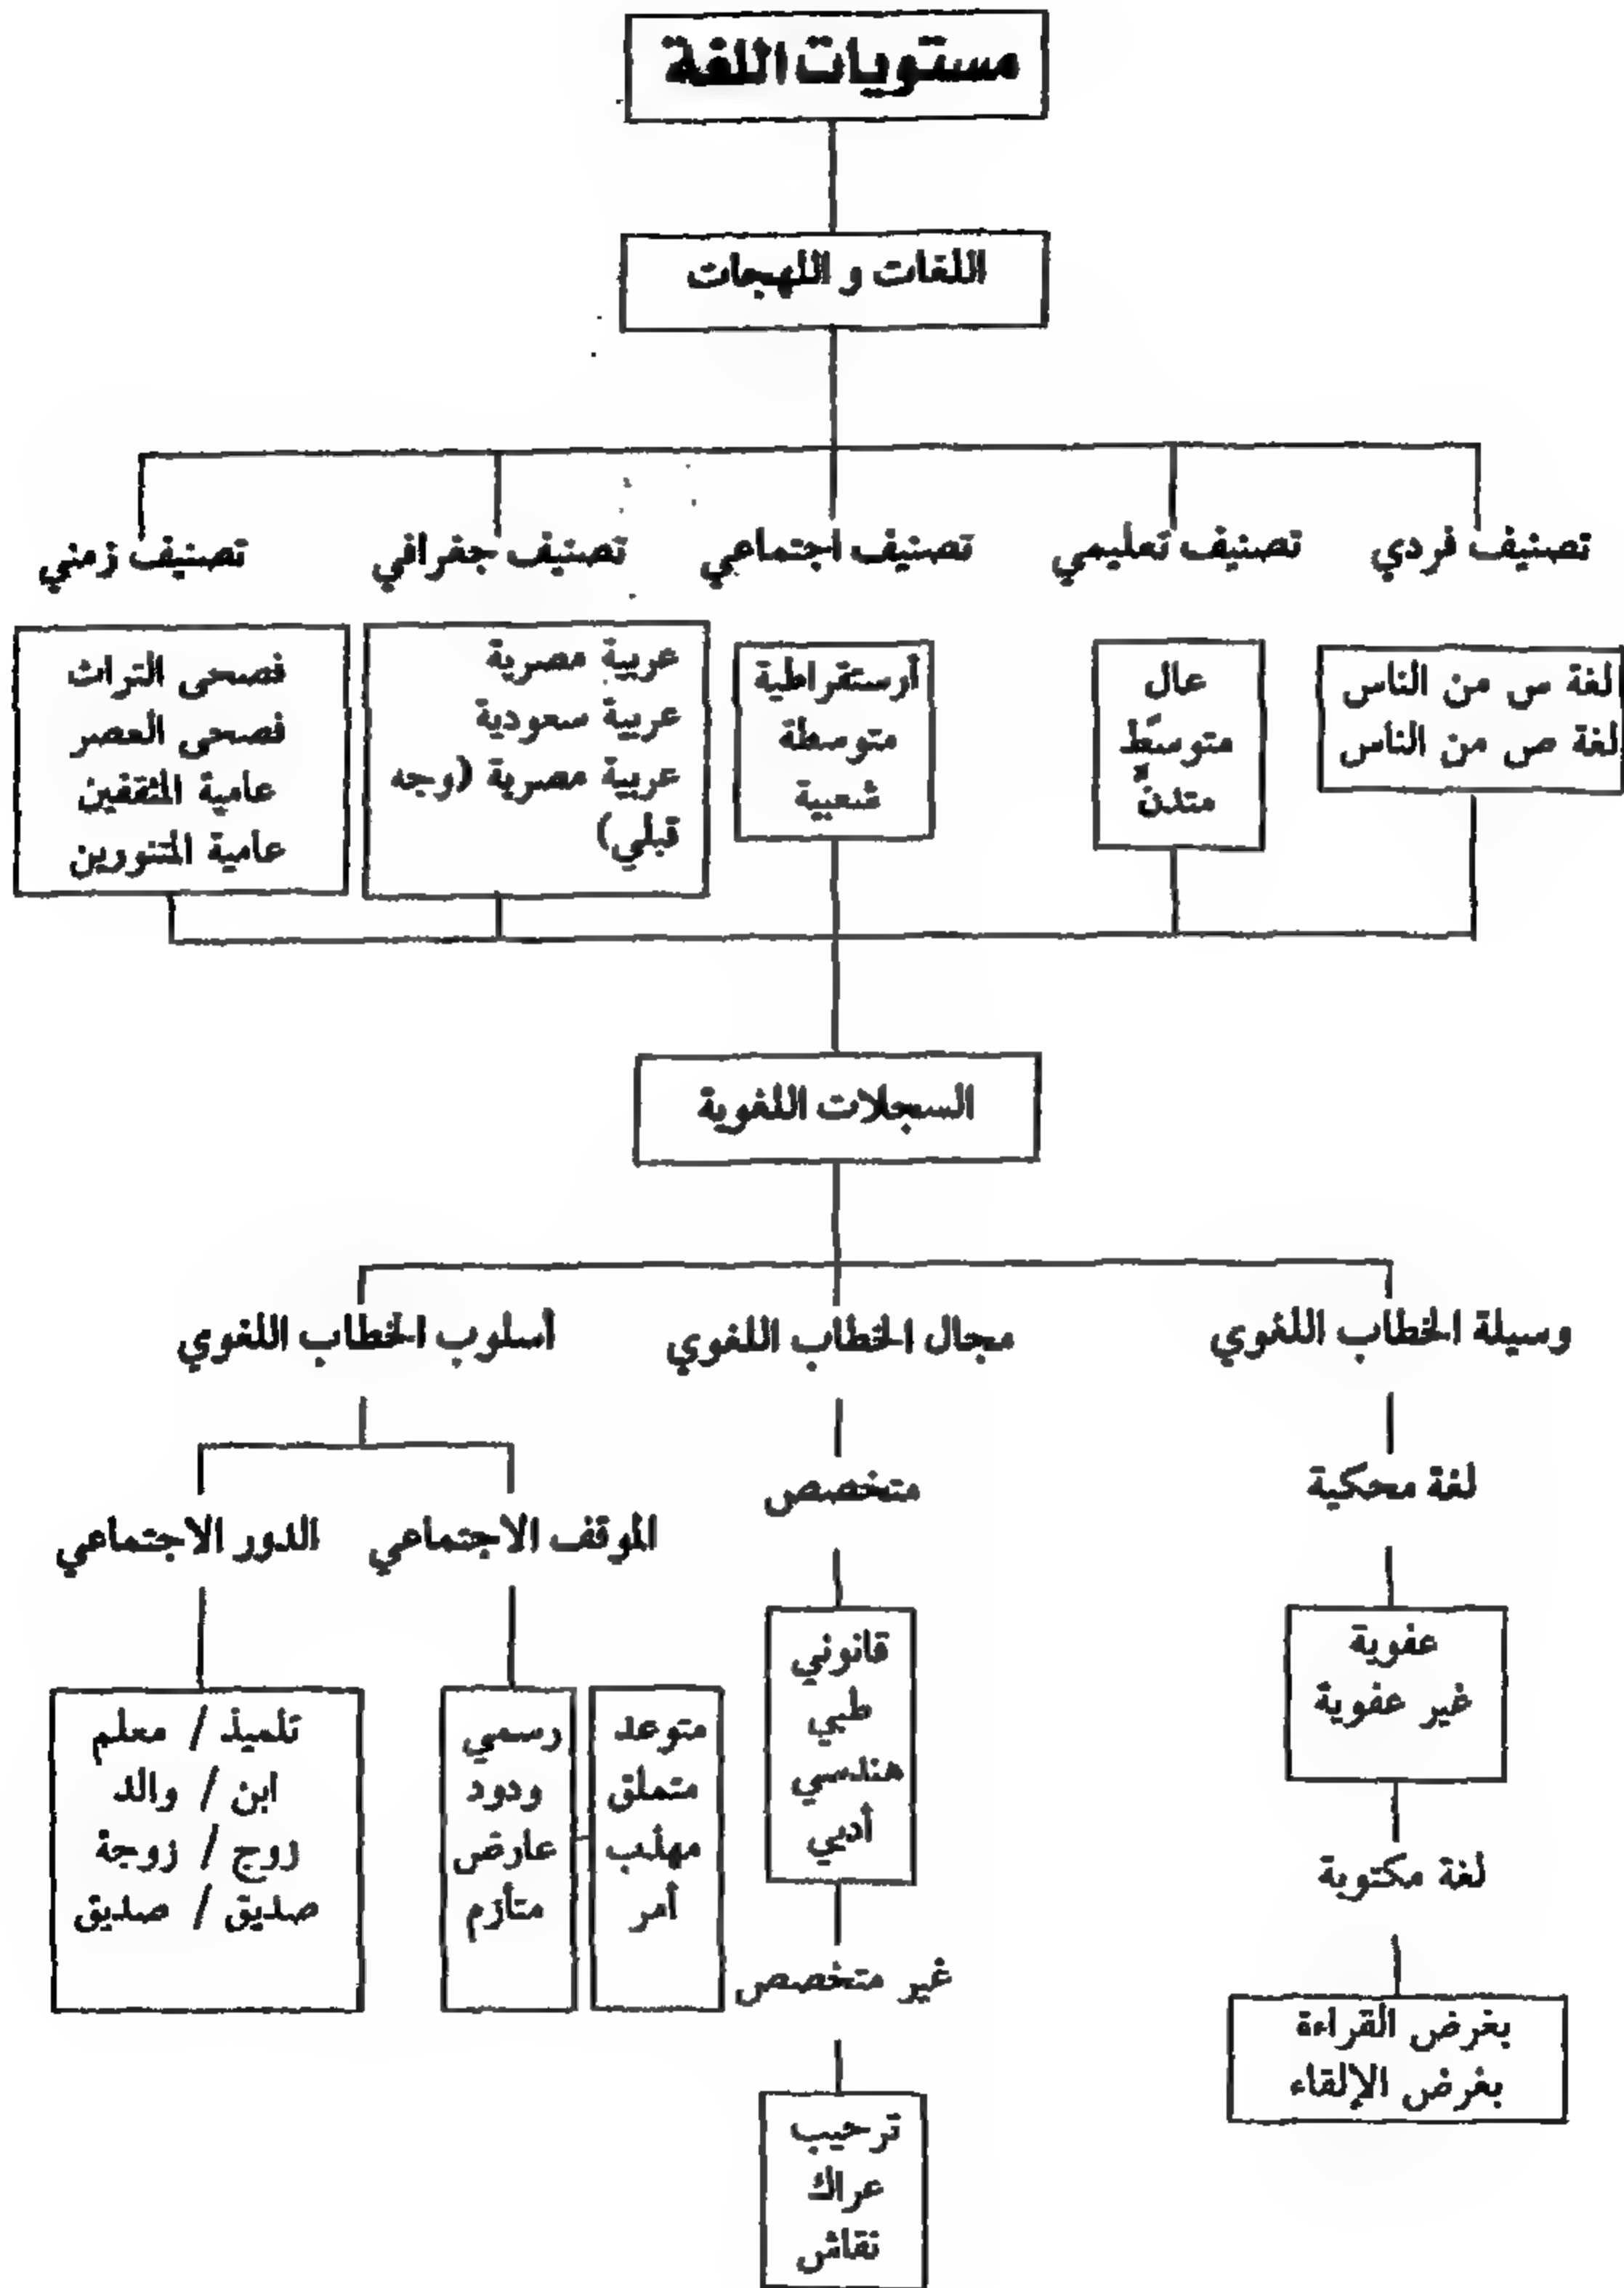 مستويات اللغة
اللغات و اللهجات
تصنيف فردي
تصنيف تعليمي
تصنيف اجتماعي
تصنيف جغرافي
تصنيف زمني
لغة س من الناس
لغة ص من الناس
عال
متوسّط
متدنّ
أرستقراطية
متوسطة
شعبية
عربية مصرية
عربية سعودية
عربية مصرية (وجه
قبلي)
فصحى التراث
فصحى العصر
عامية المثقفين
عامية المتنورين
السجلات اللغوية
وسيلة الخطاب اللغوي
مجال الخطاب اللغوي
أسلوب الخطاب اللغوي
لغة محكية
عفوية
غير عفوية
لغة مكتوبة
بغرض القراءة
بغرض الإلقاء
متخصص
قانوني
طبي
هندسي
أدبي
غير متخصص
ترحيب
عراك
نقاش
الموقف الاجتماعي
الدور الاجتماعي
متوعد
متملق
مهذب
أمر
رسمي
ودود
عارض
متأزم
تلميذ / معلم
ابن / والد
زوج / زوجة
صديق / صديق